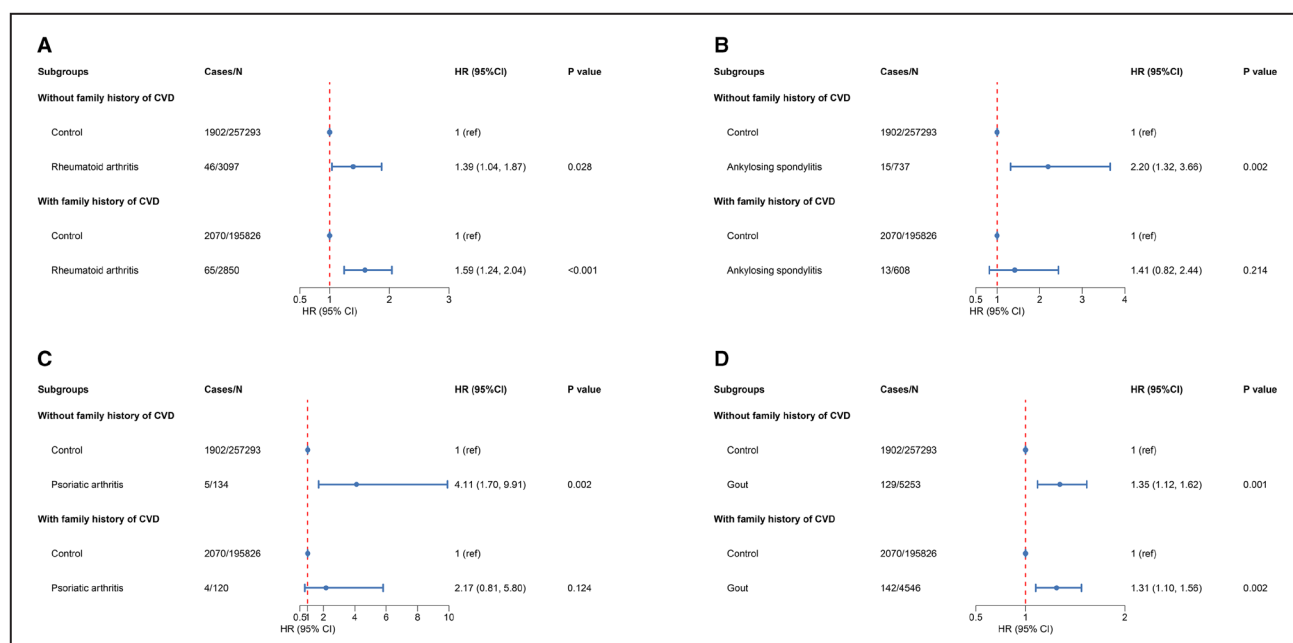 A
Subgroups Cases/N HR (95%CI) P value
Without family history of CVD
Control 1902/257293 1 (ref)
Rheumatoid arthritis 46/3097 1.39 (1.04, 1.87) 0.028
With family history of CVD
Control 2070/195826 1 (ref)
Rheumatoid arthritis 65/2850 1.59 (1.24, 2.04) <0.001
0.5 1 2 3
HR (95% CI)
B
Subgroups Cases/N HR (95%CI) P value
Without family history of CVD
Control 1902/257293 1 (ref)
Ankylosing spondylitis 15/737 2.20 (1.32, 3.66) 0.002
With family history of CVD
Control 2070/195826 1 (ref)
Ankylosing spondylitis 13/608 1.41 (0.82, 2.44) 0.214
0.5 1 2 3 4
HR (95% CI)
C
Subgroups Cases/N HR (95%CI) P value
Without family history of CVD
Control 1902/257293 1 (ref)
Psoriatic arthritis 5/134 4.11 (1.70, 9.91) 0.002
With family history of CVD
Control 2070/195826 1 (ref)
Psoriatic arthritis 4/120 2.17 (0.81, 5.80) 0.124
0.5 1 2 4 6 8 10
HR (95% CI)
D
Subgroups Cases/N HR (95%CI) P value
Without family history of CVD
Control 1902/257293 1 (ref)
Gout 129/5253 1.35 (1.12, 1.62) 0.001
With family history of CVD
Control 2070/195826 1 (ref)
Gout 142/4546 1.31 (1.10, 1.56) 0.002
0.5 1 2
HR (95% CI)